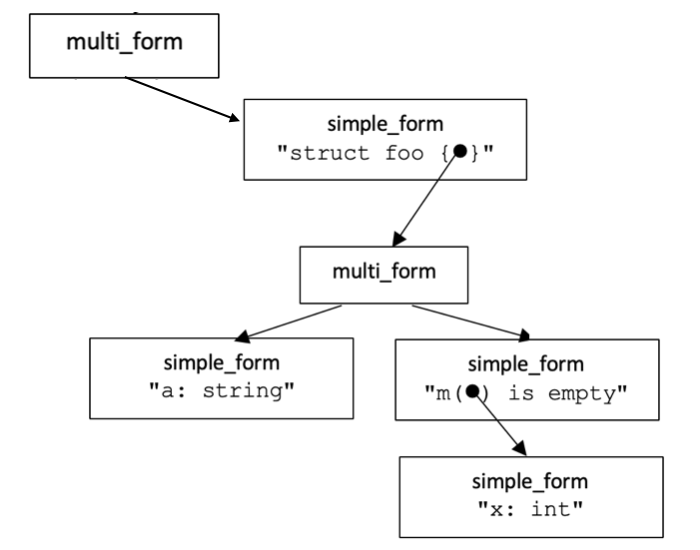 multi_form
simple_form
"struct foo {●}"
multi_form
simple_form
"a: string"
simple_form
"m(●) is empty"
simple_form
"x: int"